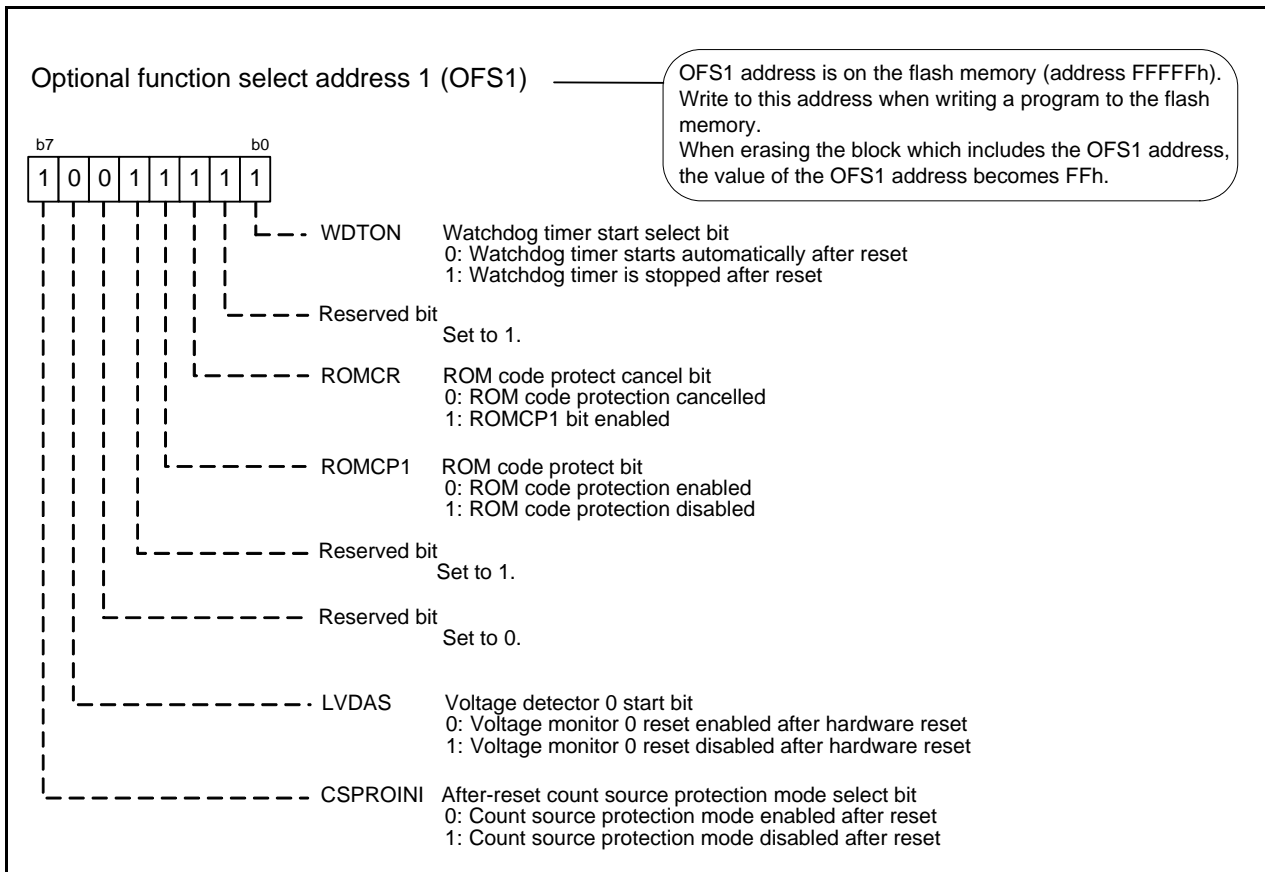 Optional function select address 1 (OFS1)
OFS1 address is on the flash memory (address FFFFFh).
Write to this address when writing a program to the flash
memory.
When erasing the block which includes the OFS1 address,
the value of the OFS1 address becomes FFh.
b7 b0
1 0 0 1 1 1 1 1
WDTON Watchdog timer start select bit
0: Watchdog timer starts automatically after reset
1: Watchdog timer is stopped after reset
Reserved bit
Set to 1.
ROMCR ROM code protect cancel bit
0: ROM code protection cancelled
1: ROMCP1 bit enabled
ROMCP1 ROM code protect bit
0: ROM code protection enabled
1: ROM code protection disabled
Reserved bit
Set to 1.
Reserved bit
Set to 0.
LVDAS Voltage detector 0 start bit
0: Voltage monitor 0 reset enabled after hardware reset
1: Voltage monitor 0 reset disabled after hardware reset
CSPROINI After-reset count source protection mode select bit
0: Count source protection mode enabled after reset
1: Count source protection mode disabled after reset